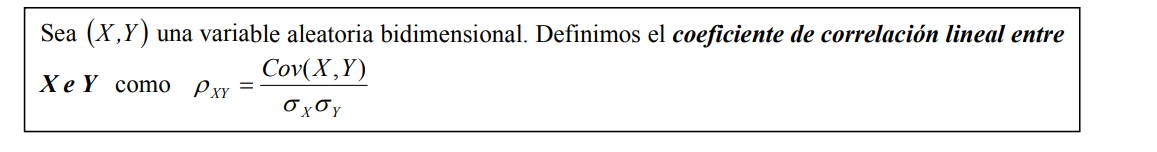 Sea (X,Y) una variable aleatoria bidimensional. Definimos el coeficiente de correlación lineal entre
X e Y como ρ_XY = Cov(X,Y) / σ_X σ_Y